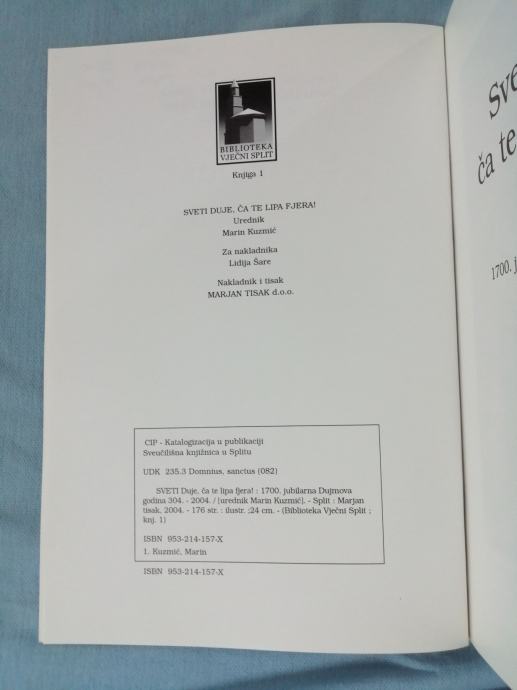 BIBLIOTEKA
VJEČNI SPLIT
Knjiga 1
SVETI DUJE, ČA TE LIPA FJERA!
Urednik
Marin Kuzmić
Za nakladnika
Lidija Šare
Nakladnik i tisak
MARJAN TISAK d.o.o.
CIP - Katalogizacija u publikaciji
Sveučilišna knjižnica u Splitu
UDK 235.3 Domnius, sanctus (082)
SVETI Duje, ča te lipa fjera! : 1700. jubilarna Dujmova
godina 304. - 2004. / [urednik Marin Kuzmić]. - Split : Marjan
tisak, 2004. - 176 str. : ilustr. ;24 cm. - (Biblioteka Vječni Split ;
knj. 1)
ISBN 953-214-157-X
1. Kuzmić, Marin
ISBN 953-214-157-X
Sve
ča te
1700. j